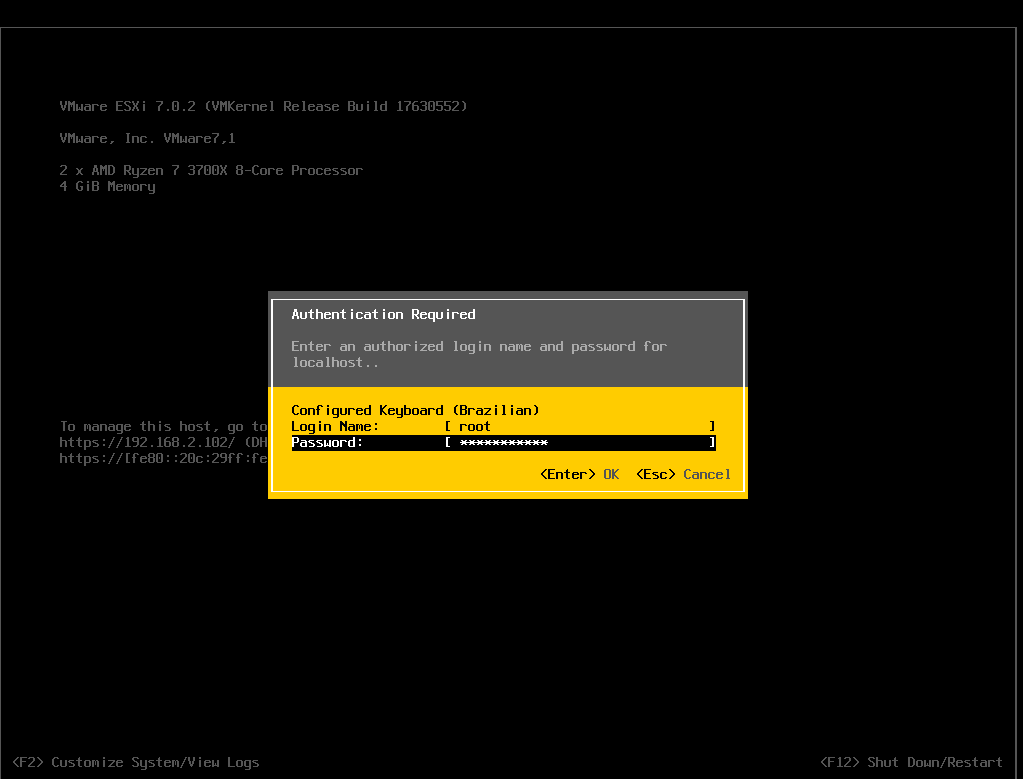 VMware ESXi 7.0.2 (VMKernel Release Build 17630552)
VMware, Inc. VMware7,1
2 x AMD Ryzen 7 3700X 8-Core Processor
4 GiB Memory
Authentication Required
Enter an authorized login name and password for
localhost..
Configured Keyboard (Brazilian)
Login Name: [ root ]
Password: [ *********** ]
<Enter> OK <Esc> Cancel
To manage this host, go to
https://192.168.2.102/ (DH
https://[fe80::20c:29ff:fe
<F2> Customize System/View Logs
<F12> Shut Down/Restart